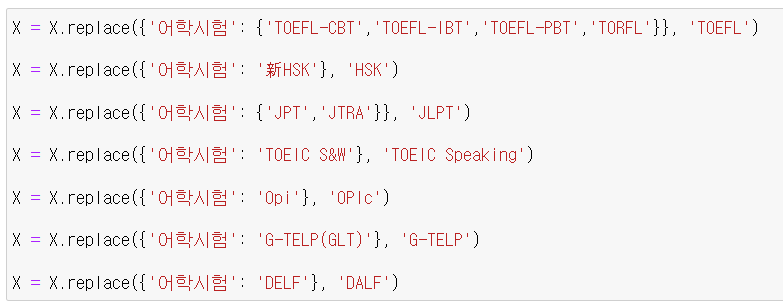 X = X.replace({'어학시험': {'TOEFL-CBT','TOEFL-IBT','TOEFL-PBT','TORFL'}}, 'TOEFL')
X = X.replace({'어학시험': '新HSK'}, 'HSK')
X = X.replace({'어학시험': {'JPT','JTRA'}}, 'JLPT')
X = X.replace({'어학시험': 'TOEIC S&W'}, 'TOEIC Speaking')
X = X.replace({'어학시험': 'Opi'}, 'OPIc')
X = X.replace({'어학시험': 'G-TELP(GLT)'}, 'G-TELP')
X = X.replace({'어학시험': 'DELF'}, 'DALF')